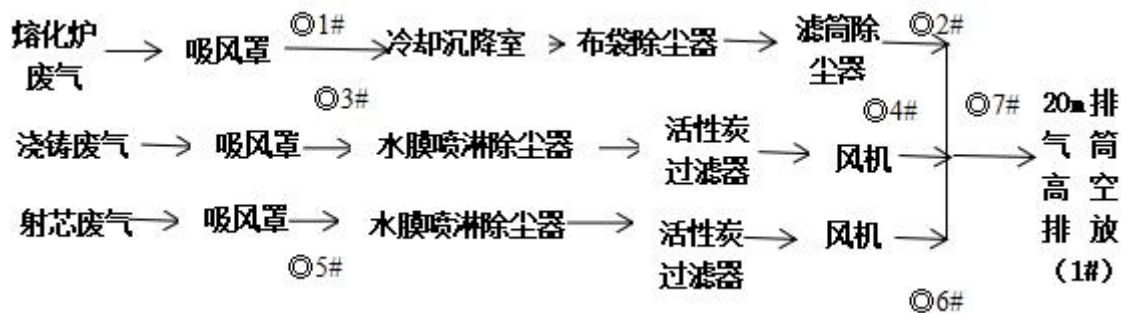 熔化炉
废气
吸风罩
◎1#
冷却沉降室
布袋除尘器
滤筒除
尘器
◎2#
◎3#
浇铸废气
吸风罩
水膜喷淋除尘器
活性炭
过滤器
◎4#
风机
◎7#
20m排
气筒
高空
排放
(1#)
射芯废气
吸风罩
水膜喷淋除尘器
活性炭
过滤器
风机
◎5#
◎6#